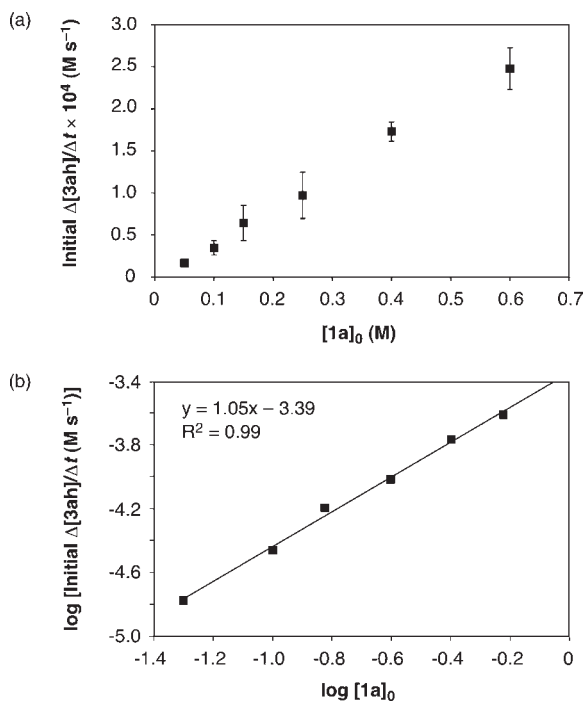 (a)
Initial Δ[3ah]/Δt × 10⁴ (M s⁻¹)
3.0
2.5
2.0
1.5
1.0
0.5
0
0 0.1 0.2 0.3 0.4 0.5 0.6 0.7
[1a]₀ (M)
(b)
log [Initial Δ[3ah]/Δt (M s⁻¹)]
-3.4
-3.8
-4.2
-4.6
-5.0
y = 1.05x – 3.39
R² = 0.99
-1.4 -1.2 -1.0 -0.8 -0.6 -0.4 -0.2 0
log [1a]₀